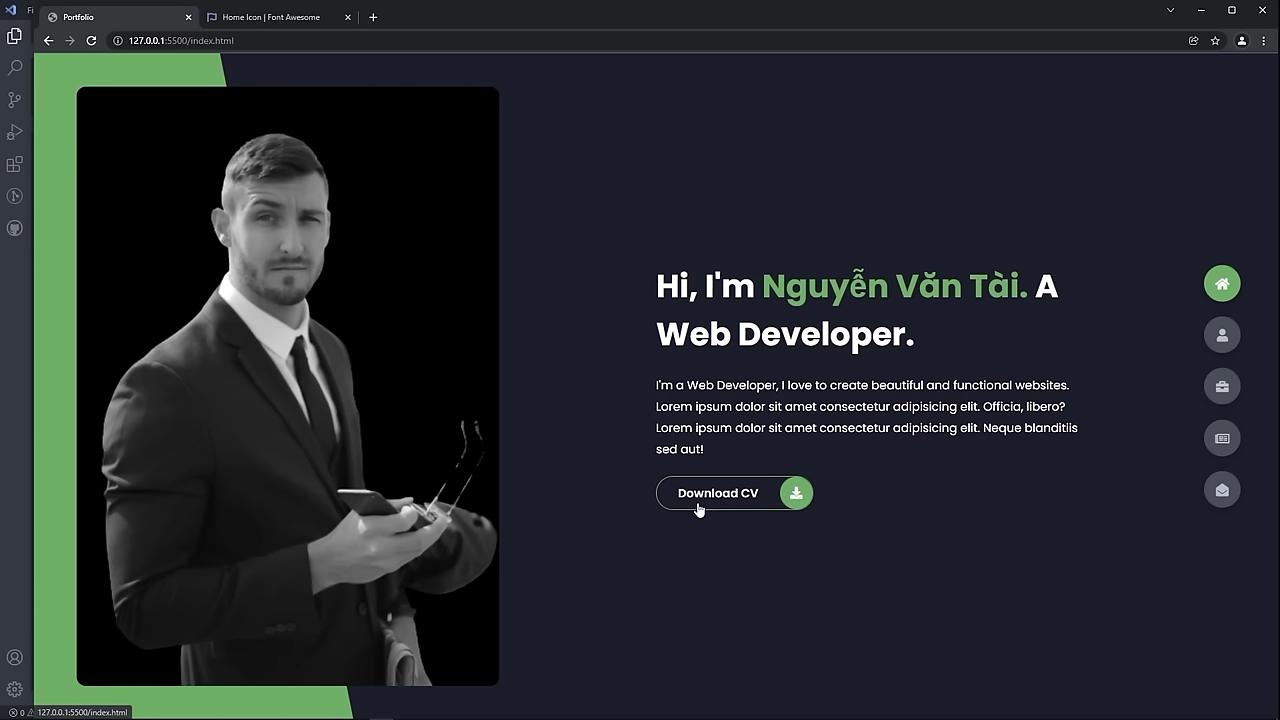 Fi
Portfolio
Home Icon | Font Awesome
127.0.0.1:5500/index.html
Hi, I'm Nguyễn Văn Tài. A
Web Developer.
I'm a Web Developer, I love to create beautiful and functional websites.
Lorem ipsum dolor sit amet consectetur adipisicing elit. Officia, libero?
Lorem ipsum dolor sit amet consectetur adipisicing elit. Neque blanditiis
sed aut!
Download CV
0
127.0.0.1:5500/index.html